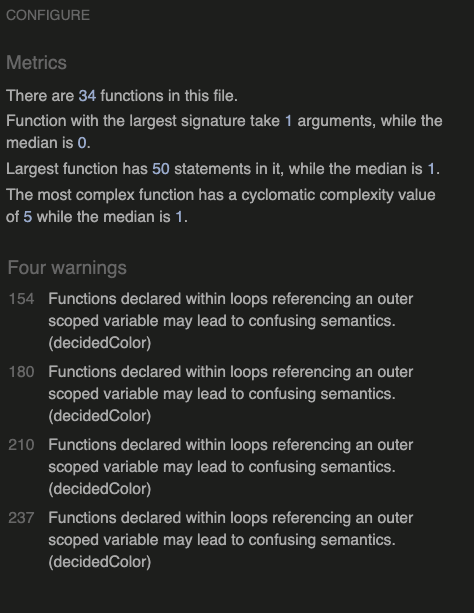 CONFIGURE
Metrics
There are 34 functions in this file.
Function with the largest signature take 1 arguments, while the
median is 0.
Largest function has 50 statements in it, while the median is 1.
The most complex function has a cyclomatic complexity value
of 5 while the median is 1.
Four warnings
154 Functions declared within loops referencing an outer
scoped variable may lead to confusing semantics.
(decidedColor)
180 Functions declared within loops referencing an outer
scoped variable may lead to confusing semantics.
(decidedColor)
210 Functions declared within loops referencing an outer
scoped variable may lead to confusing semantics.
(decidedColor)
237 Functions declared within loops referencing an outer
scoped variable may lead to confusing semantics.
(decidedColor)